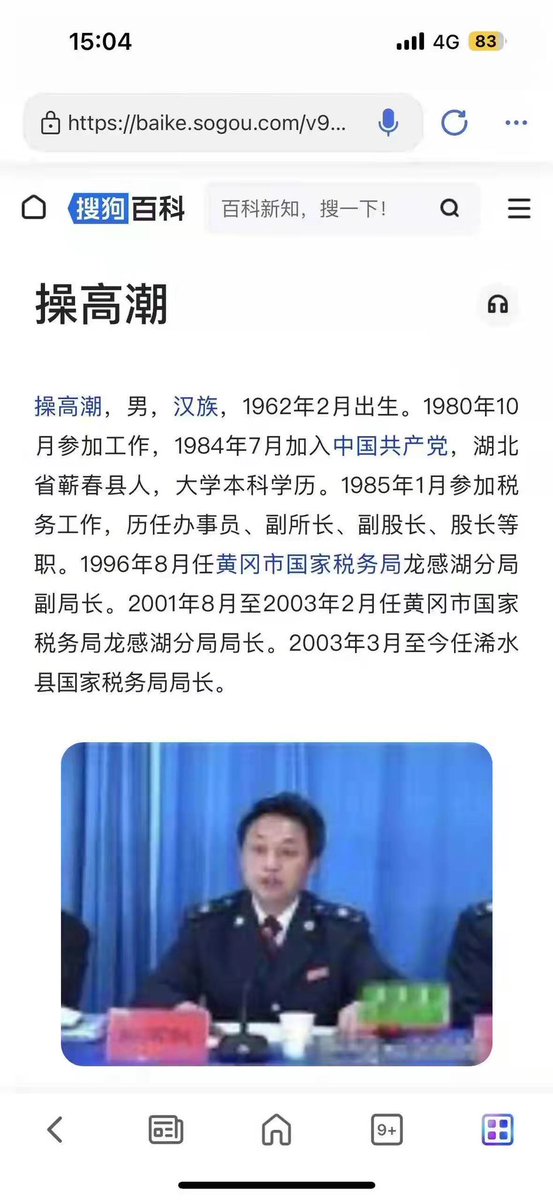 15:04
4G 83
https://baike.sogou.com/v9...
搜狗百科
百科新知，搜一下！
操高潮
操高潮，男，汉族，1962年2月出生。1980年10
月参加工作，1984年7月加入中国共产党，湖北
省蕲春县人，大学本科学历。1985年1月参加税
务工作，历任办事员、副所长、副股长、股长等
职。1996年8月任黄冈市国家税务局龙感湖分局
副局长。2001年8月至2003年2月任黄冈市国家
税务局龙感湖分局局长。2003年3月至今任浠水
县国家税务局局长。
9+